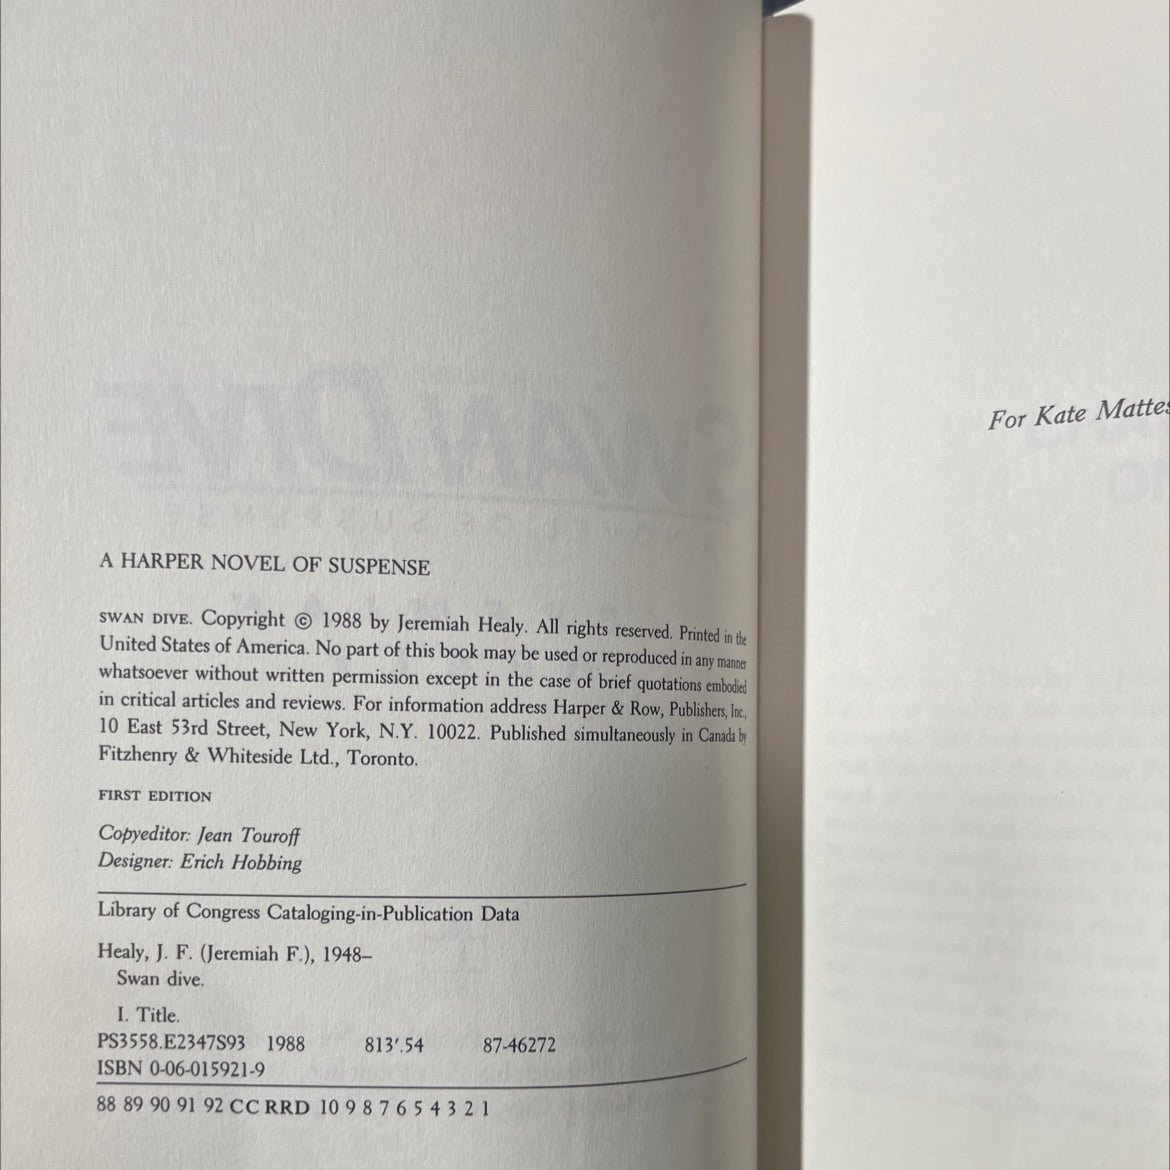 A HARPER NOVEL OF SUSPENSE
SWAN DIVE. Copyright © 1988 by Jeremiah Healy. All rights reserved. Printed in the
United States of America. No part of this book may be used or reproduced in any manner
whatsoever without written permission except in the case of brief quotations embodied
in critical articles and reviews. For information address Harper & Row, Publishers, Inc.,
10 East 53rd Street, New York, N.Y. 10022. Published simultaneously in Canada by
Fitzhenry & Whiteside Ltd., Toronto.
FIRST EDITION
Copyeditor: Jean Touroff
Designer: Erich Hobbing
Library of Congress Cataloging-in-Publication Data
Healy, J. F. (Jeremiah F.), 1948–
Swan dive.
I. Title.
PS3558.E2347S93 1988 813′.54 87-46272
ISBN 0-06-015921-9
88 89 90 91 92 CC RRD 10 9 8 7 6 5 4 3 2 1
For Kate Mattes